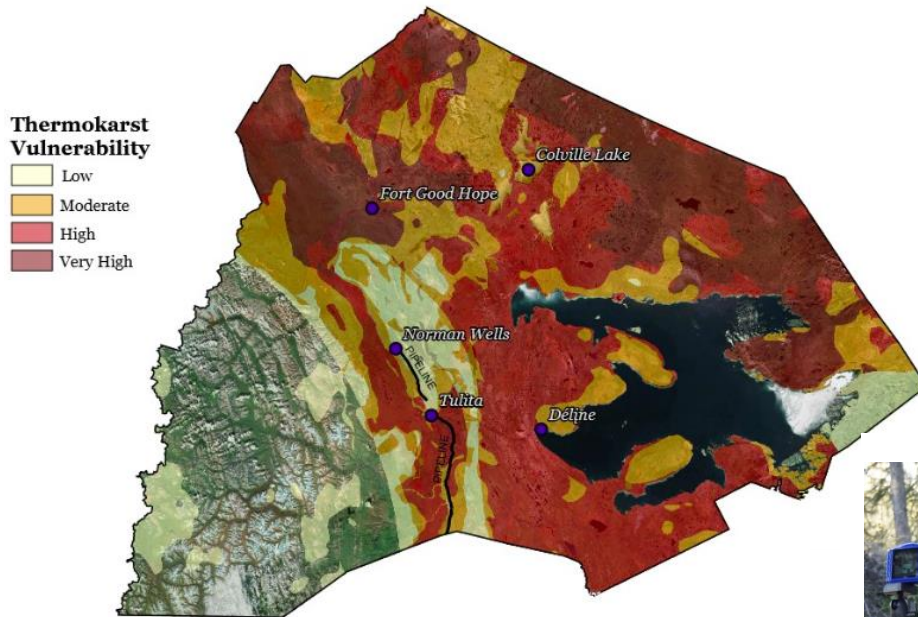 Thermokarst
Vulnerability
Low
Moderate
High
Very High
Colville Lake
Fort Good Hope
Norman Wells
PIPELINE
Tulita
Déline
PIPELINE